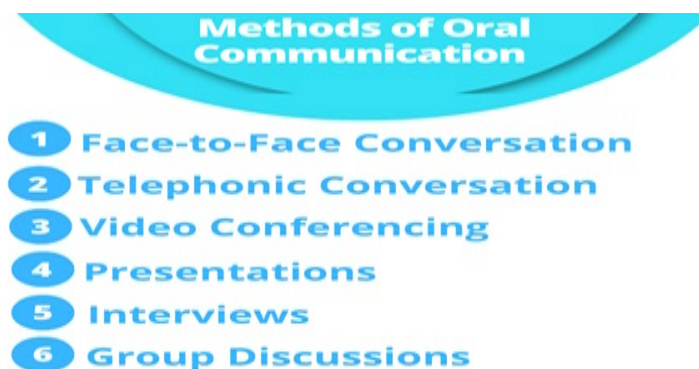 Methods of Oral
Communication
1 Face-to-Face Conversation
2 Telephonic Conversation
3 Video Conferencing
4 Presentations
5 Interviews
6 Group Discussions